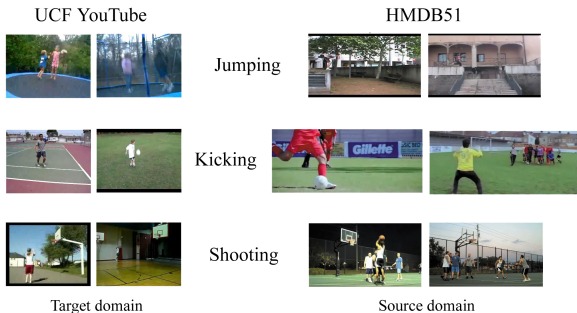 UCF YouTube
HMDB51
Jumping
Kicking
Gillette
Shooting
Target domain
Source domain